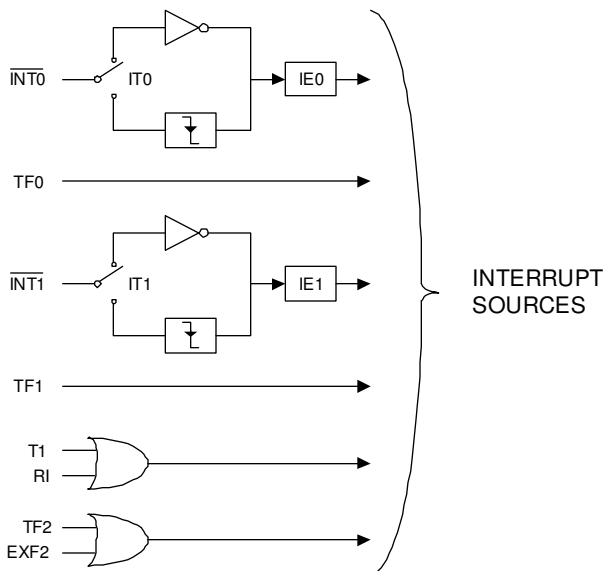 INT0
IT0
IE0
TF0
INT1
IT1
IE1
INTERRUPT
SOURCES
TF1
T1
RI
TF2
EXF2